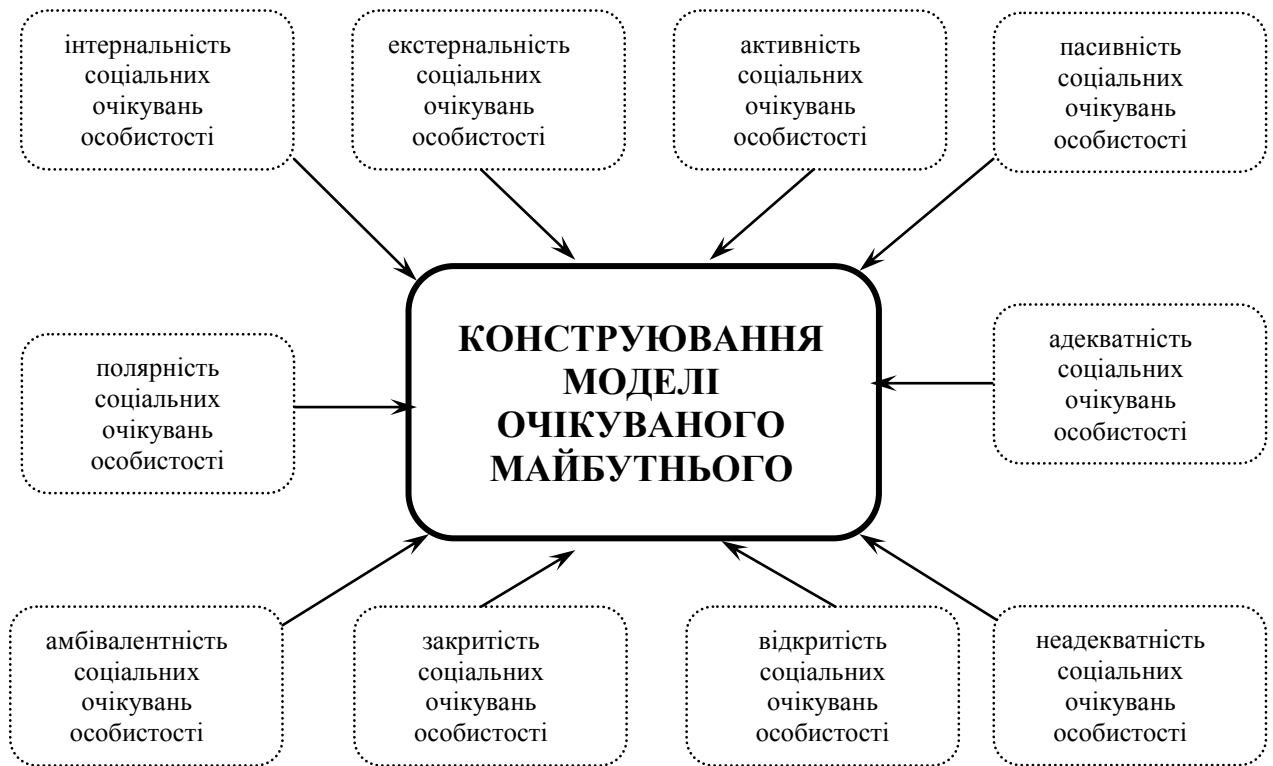 інтернальність
соціальних
очікувань
особистості
екстернальність
соціальних
очікувань
особистості
активність
соціальних
очікувань
особистості
пасивність
соціальних
очікувань
особистості
полярність
соціальних
очікувань
особистості
КОНСТРУЮВАННЯ
МОДЕЛІ
ОЧІКУВАНОГО
МАЙБУТНЬОГО
адекватність
соціальних
очікувань
особистості
амбівалентність
соціальних
очікувань
особистості
закритість
соціальних
очікувань
особистості
відкритість
соціальних
очікувань
особистості
неадекватність
соціальних
очікувань
особистості